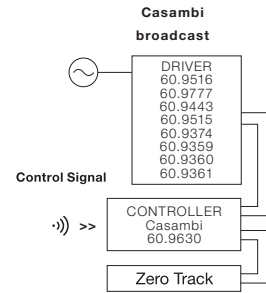 Casambi
broadcast
DRIVER
60.9516
60.9777
60.9443
60.9515
60.9374
60.9359
60.9360
60.9361
Control Signal
>>
CONTROLLER
Casambi
60.9630
Zero Track